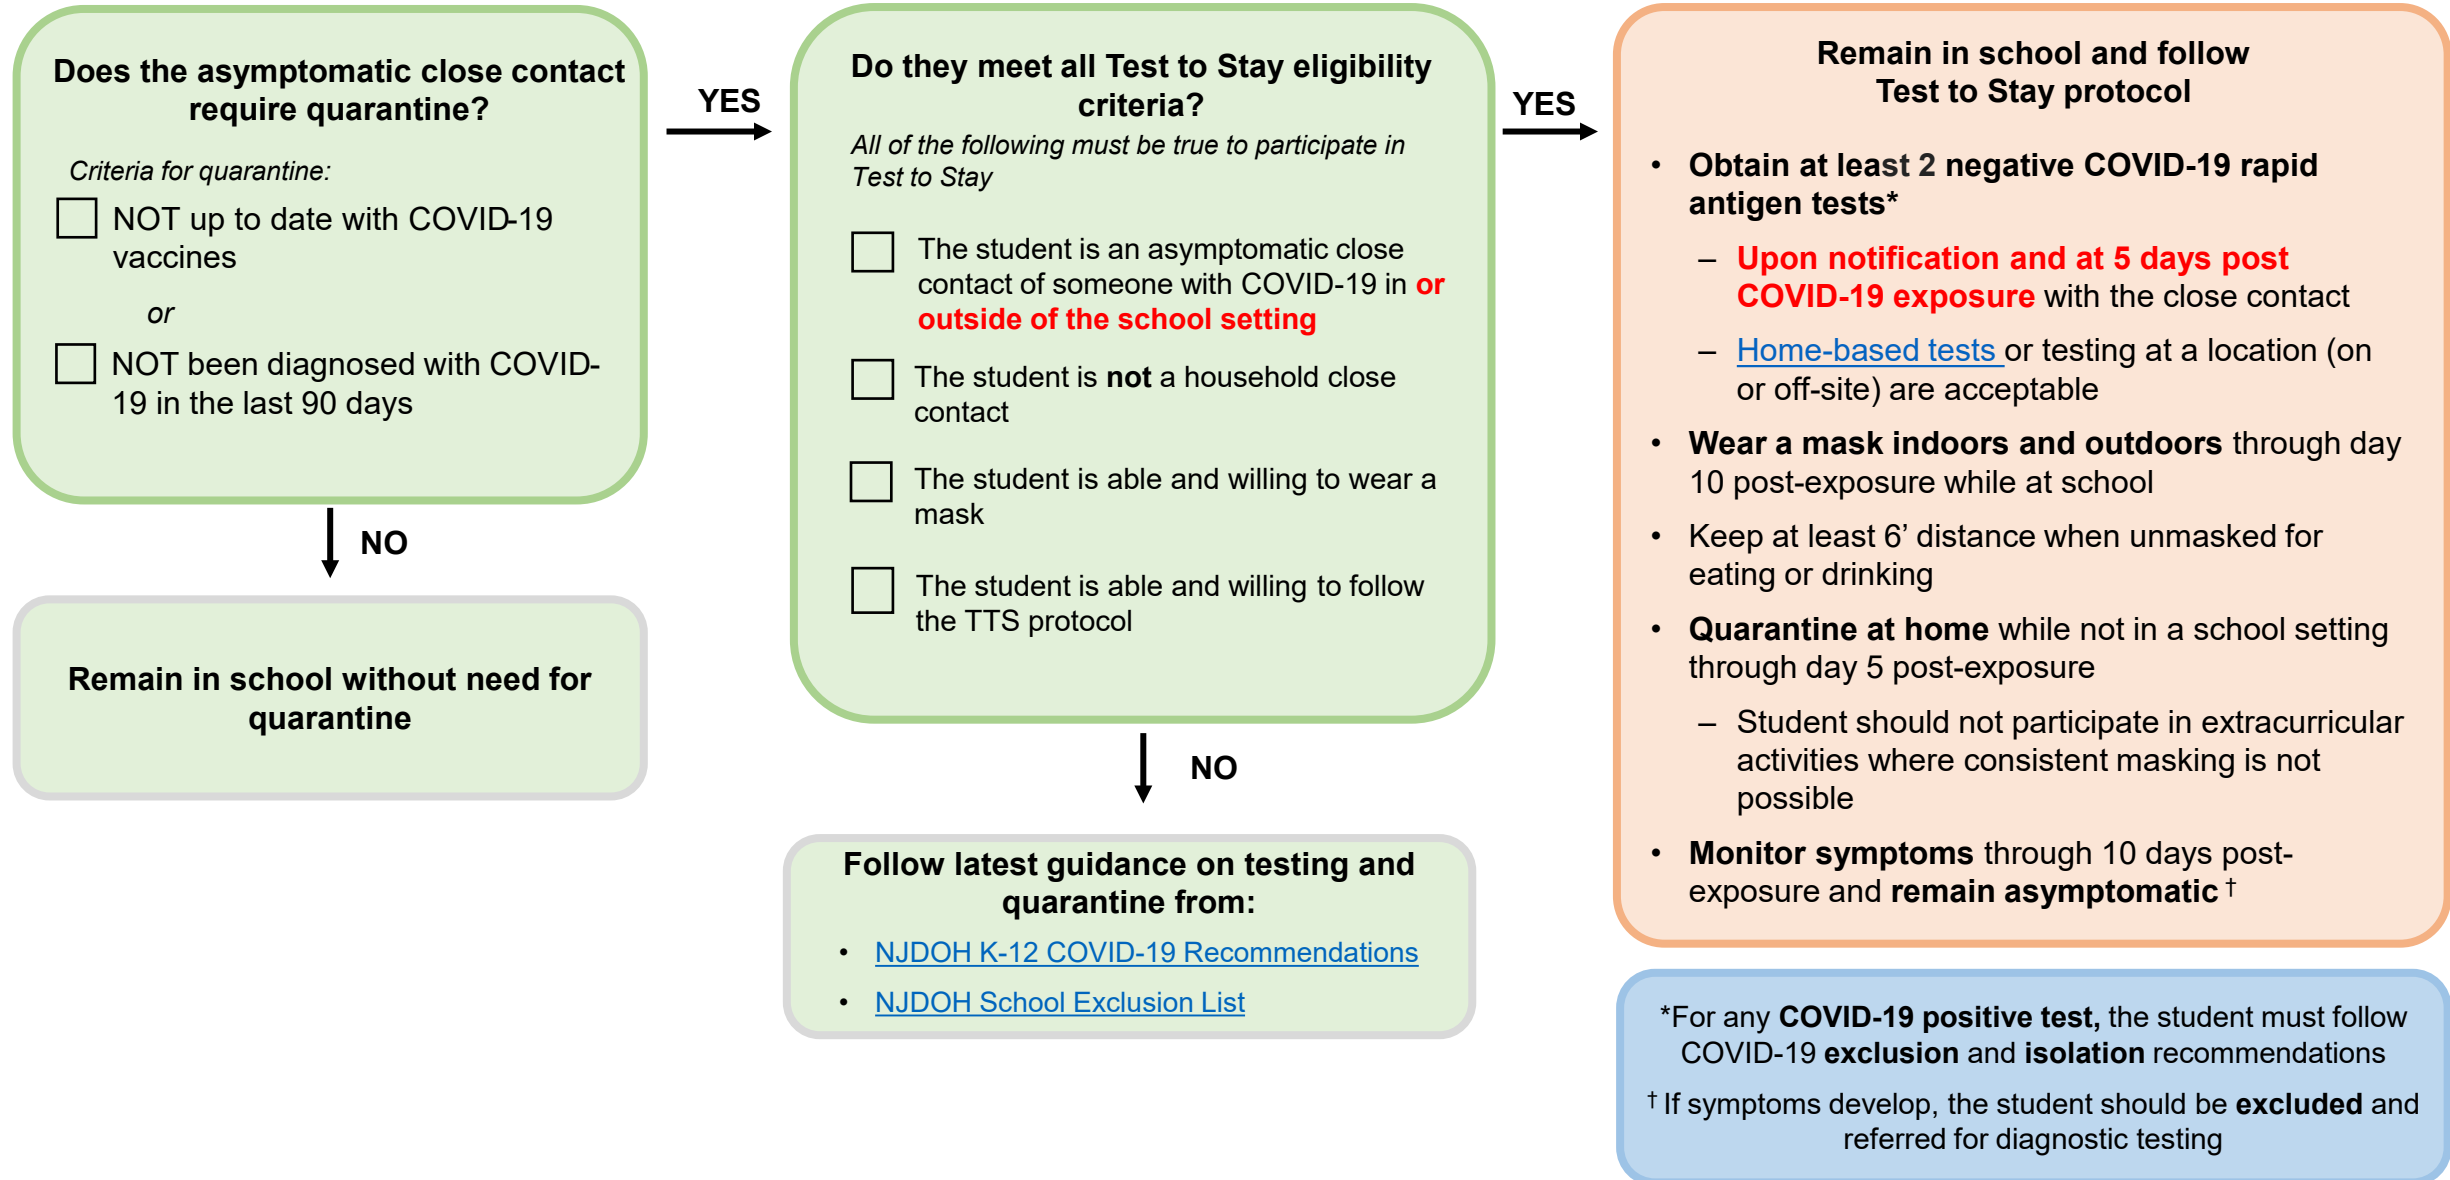 Does the asymptomatic close contact
require quarantine?
Criteria for quarantine:
NOT up to date with COVID-19
vaccines
or
NOT been diagnosed with COVID-
19 in the last 90 days
YES
NO
Remain in school without need for
quarantine
Do they meet all Test to Stay eligibility
criteria?
All of the following must be true to participate in
Test to Stay
The student is an asymptomatic close
contact of someone with COVID-19 in or
outside of the school setting
The student is not a household close
contact
The student is able and willing to wear a
mask
The student is able and willing to follow
the TTS protocol
YES
NO
Follow latest guidance on testing and
quarantine from:
• NJDOH K-12 COVID-19 Recommendations
• NJDOH School Exclusion List
Remain in school and follow
Test to Stay protocol
• Obtain at least 2 negative COVID-19 rapid
antigen tests*
– Upon notification and at 5 days post
COVID-19 exposure with the close contact
– Home-based tests or testing at a location (on
or off-site) are acceptable
• Wear a mask indoors and outdoors through day
10 post-exposure while at school
• Keep at least 6’ distance when unmasked for
eating or drinking
• Quarantine at home while not in a school setting
through day 5 post-exposure
– Student should not participate in extracurricular
activities where consistent masking is not
possible
• Monitor symptoms through 10 days post-
exposure and remain asymptomatic †
*For any COVID-19 positive test, the student must follow
COVID-19 exclusion and isolation recommendations
† If symptoms develop, the student should be excluded and
referred for diagnostic testing